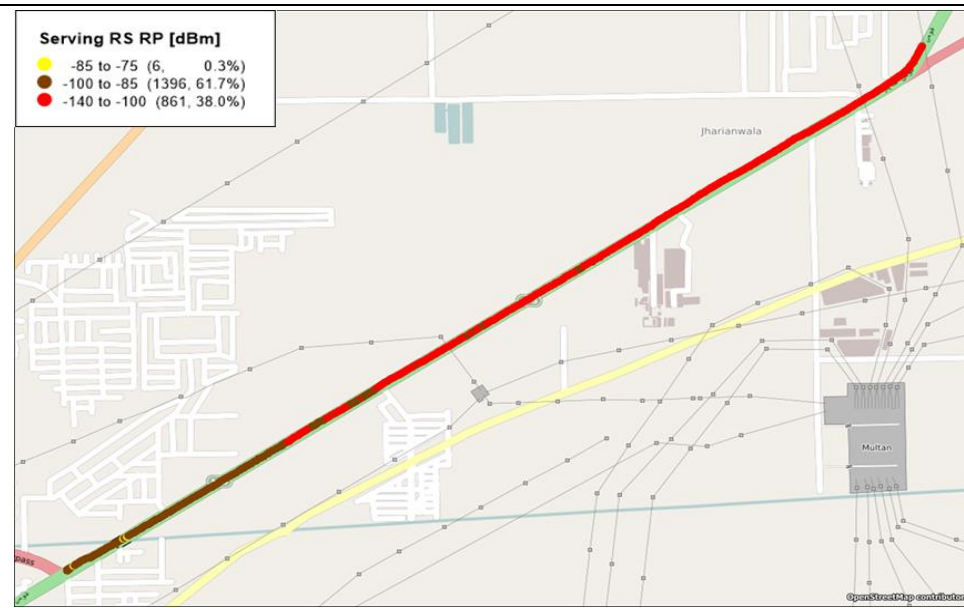 Serving RS RP [dBm]
-85 to -75 (6, 0.3%)
-100 to -85 (1396, 61.7%)
-140 to -100 (861, 38.0%)
Jharianwala
Multan
pass
OpenStreetMap contributor